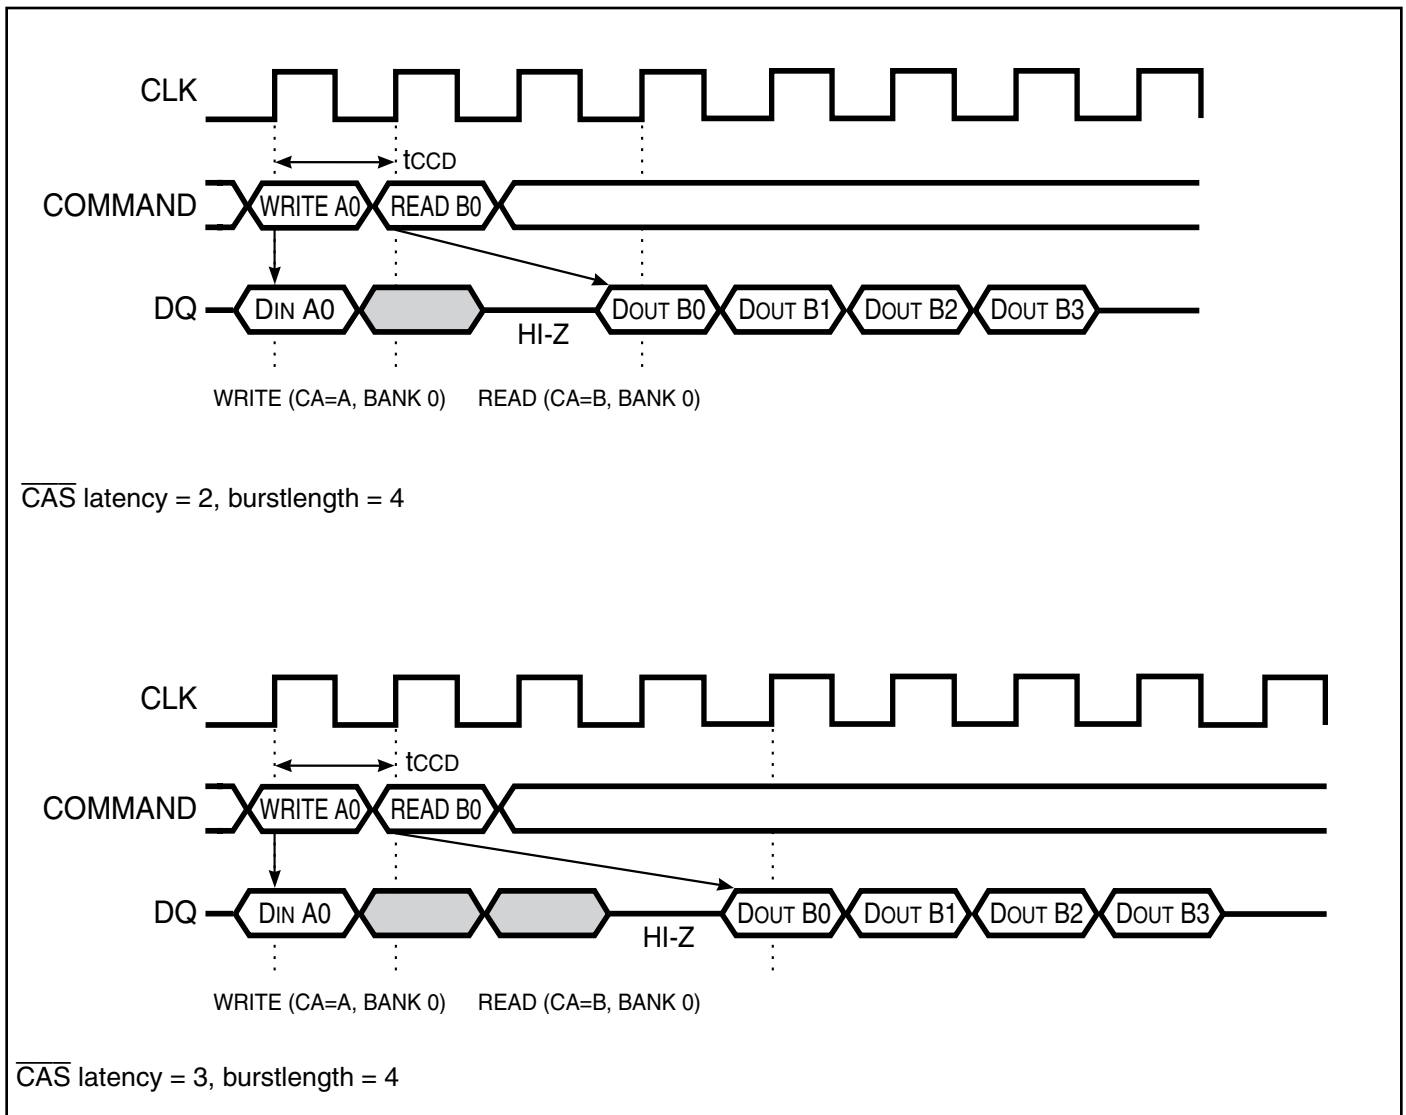 CLK
tCCD
COMMAND WRITE A0 READ B0
DQ DIN A0 DOUT B0 DOUT B1 DOUT B2 DOUT B3
HI-Z
WRITE (CA=A, BANK 0) READ (CA=B, BANK 0)
C̅A̅S̅ latency = 2, burstlength = 4
CLK
tCCD
COMMAND WRITE A0 READ B0
DQ DIN A0 DOUT B0 DOUT B1 DOUT B2 DOUT B3
HI-Z
WRITE (CA=A, BANK 0) READ (CA=B, BANK 0)
C̅A̅S̅ latency = 3, burstlength = 4